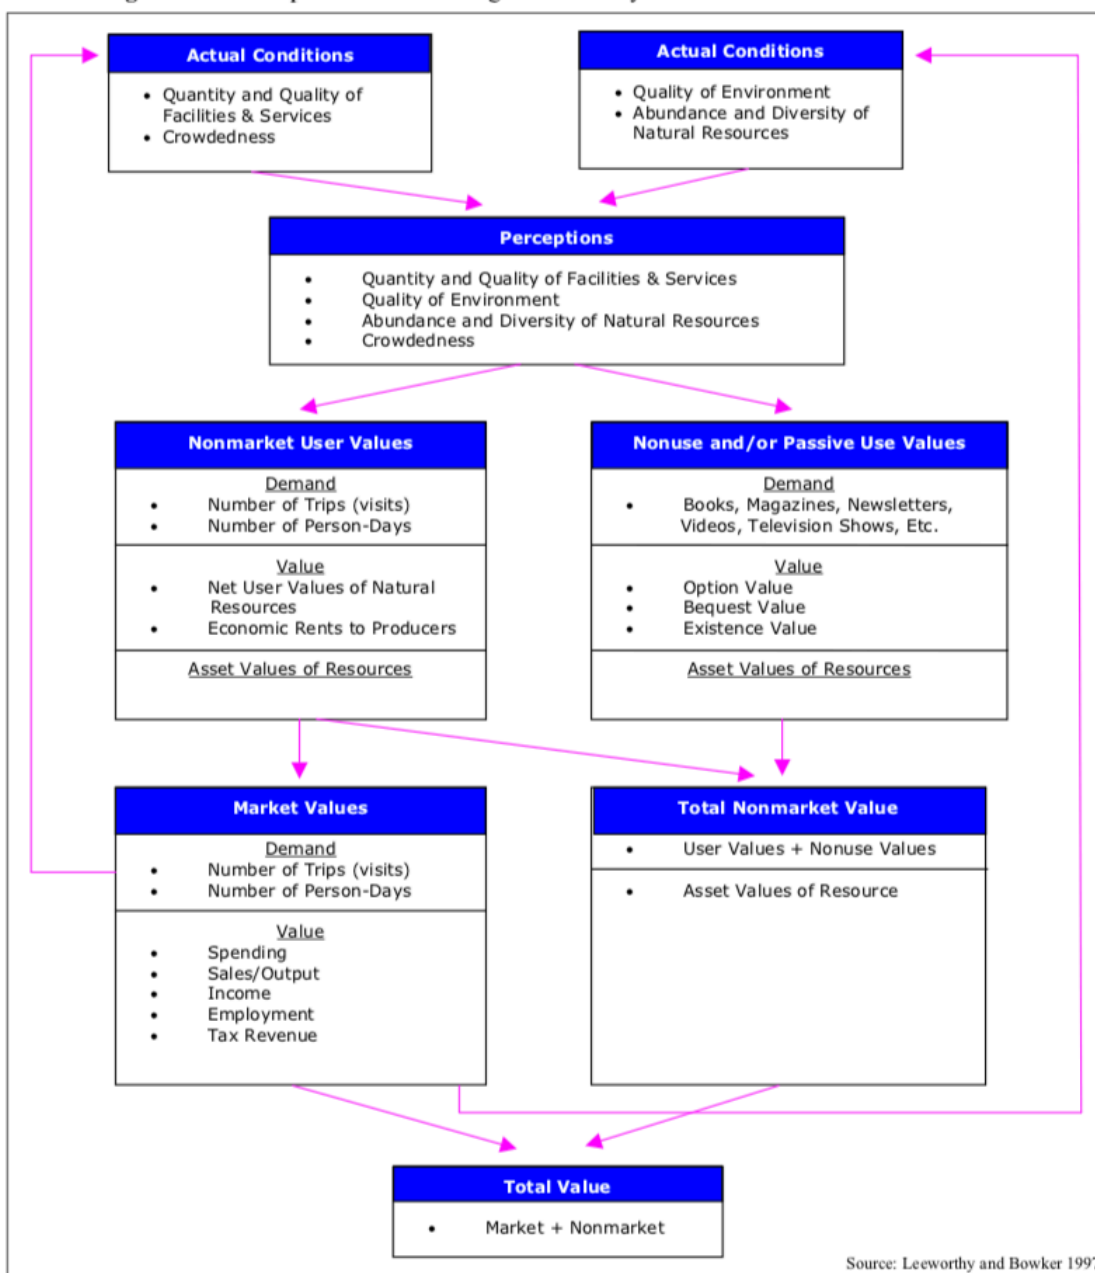 Actual Conditions
• Quantity and Quality of
Facilities & Services
• Crowdedness
Actual Conditions
• Quality of Environment
• Abundance and Diversity of
Natural Resources
Perceptions
• Quantity and Quality of Facilities & Services
• Quality of Environment
• Abundance and Diversity of Natural Resources
• Crowdedness
Nonmarket User Values
Demand
• Number of Trips (visits)
• Number of Person-Days
Value
• Net User Values of Natural
Resources
• Economic Rents to Producers
Asset Values of Resources
Nonuse and/or Passive Use Values
Demand
• Books, Magazines, Newsletters,
Videos, Television Shows, Etc.
Value
• Option Value
• Bequest Value
• Existence Value
Asset Values of Resources
Market Values
Demand
• Number of Trips (visits)
• Number of Person-Days
Value
• Spending
• Sales/Output
• Income
• Employment
• Tax Revenue
Total Nonmarket Value
• User Values + Nonuse Values
• Asset Values of Resource
Total Value
• Market + Nonmarket
Source: Leeworthy and Bowker 1997